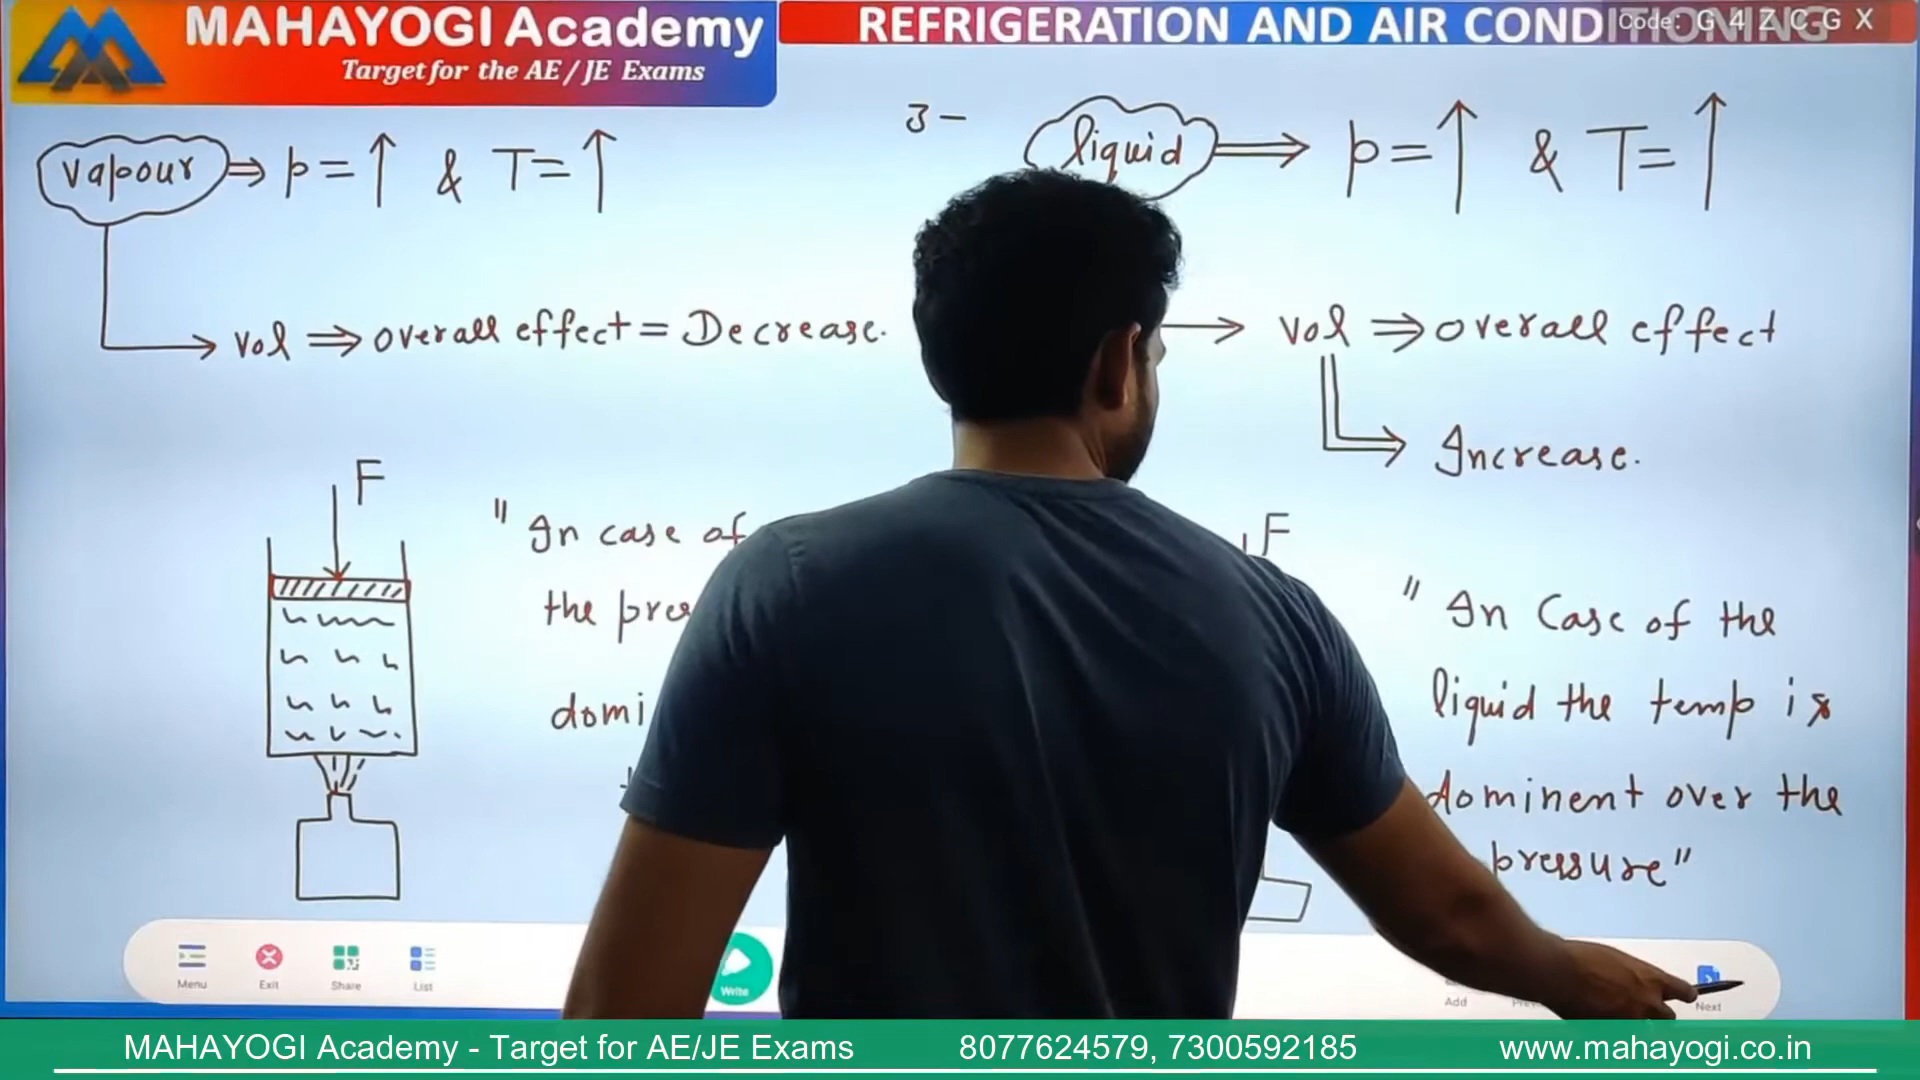 MAHAYOGI Academy
Target for the AE/JE Exams
REFRIGERATION AND AIR CONDITIONING
Code: G 4 Z C G X
vapour ⇒ p = ↑ & T = ↑
vol ⇒ overall effect = Decrease.
3 –
liquid ⇒ p = ↑ & T = ↑
vol ⇒ overall effect
Increase.
F
" In case of
the
F
" In Case of the
liquid the temp is
dominent over the
pressure"
Menu
Exit
Share
List
Write
Add
Next
MAHAYOGI Academy - Target for AE/JE Exams 8077624579, 7300592185 www.mahayogi.co.in